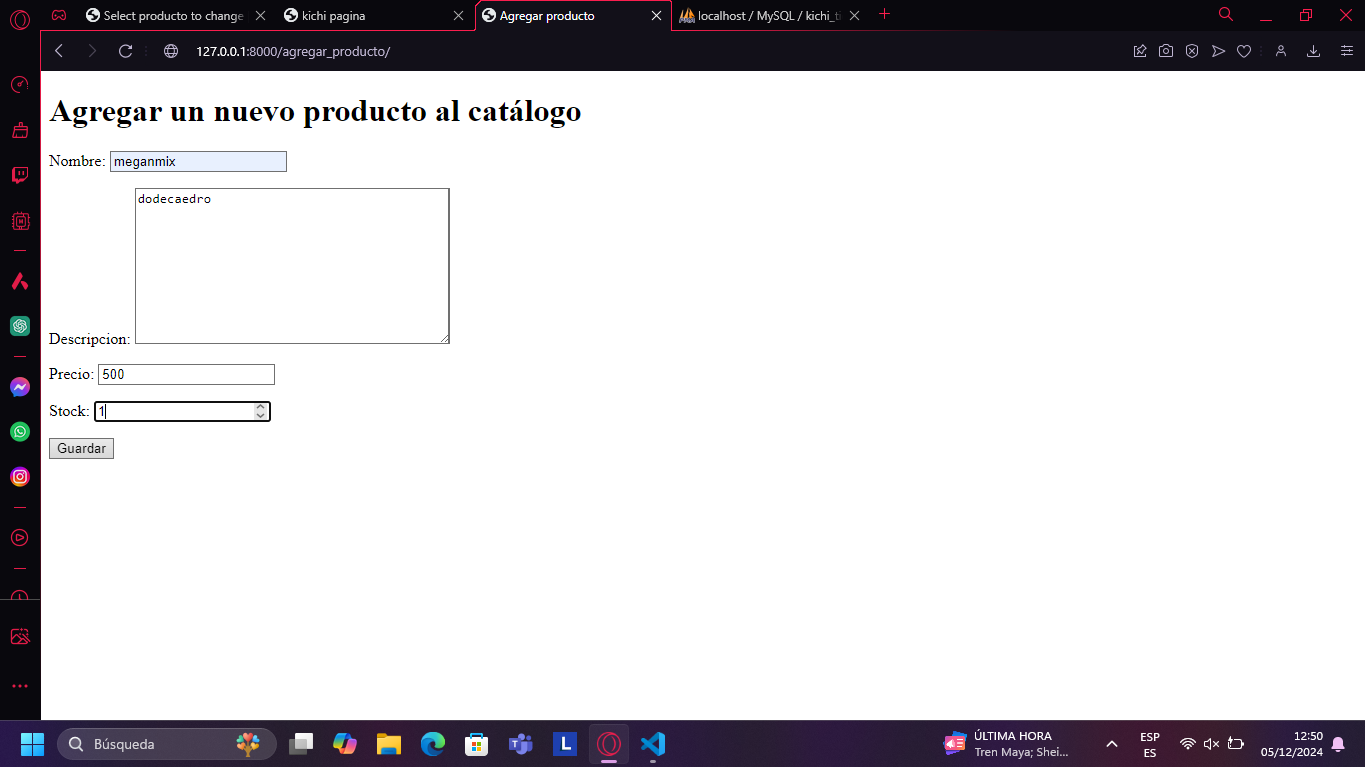 Select producto to change
kichi pagina
Agregar producto
localhost / MySQL / kichi_ti
127.0.0.1:8000/agregar_producto/
Agregar un nuevo producto al catálogo
Nombre: meganmix
dodecaedro
Descripcion:
Precio: 500
Stock: 1
Guardar
Búsqueda
L
ÚLTIMA HORA
Tren Maya; Shei...
ESP
ES
12:50
05/12/2024